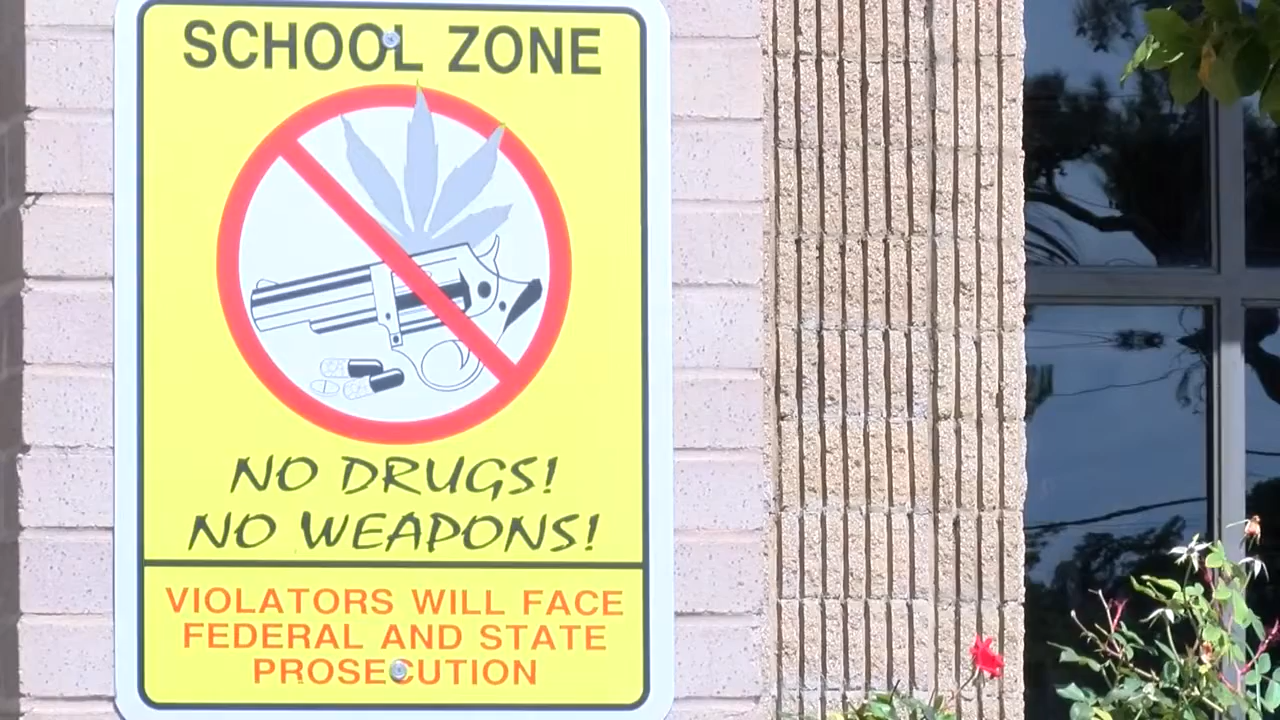 SCHOOL ZONE
NO DRUGS!
NO WEAPONS!
VIOLATORS WILL FACE
FEDERAL AND STATE
PROSECUTION